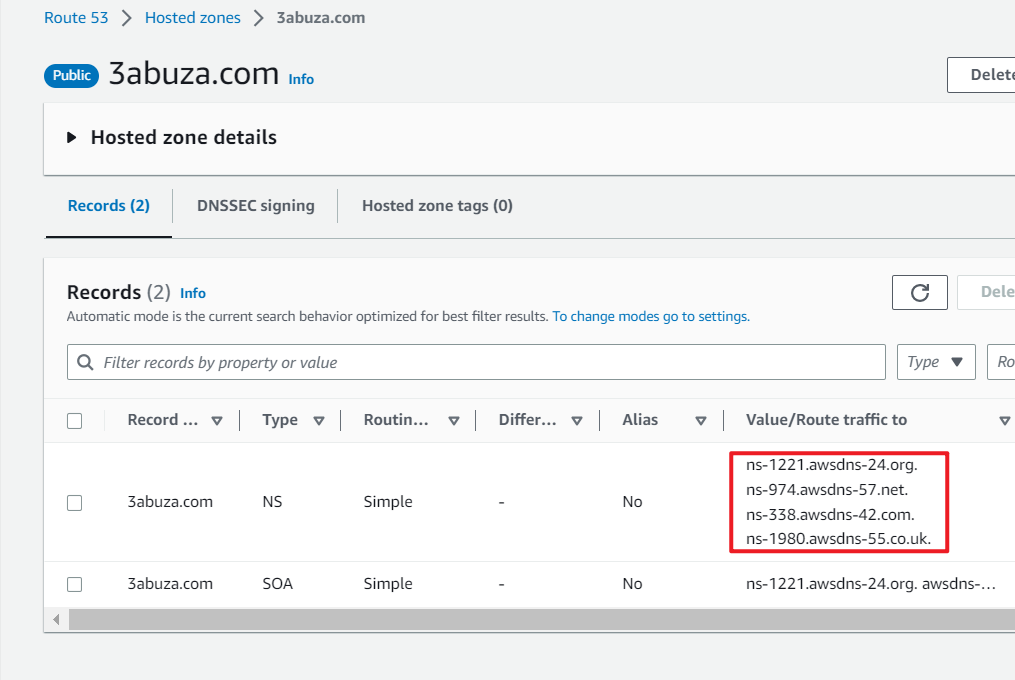 Route 53 > Hosted zones > 3abuza.com
Public 3abuza.com Info
Delete
Hosted zone details
Records (2) DNSSEC signing Hosted zone tags (0)
Records (2) Info
Dele
Automatic mode is the current search behavior optimized for best filter results. To change modes go to settings.
Filter records by property or value Type Ro
Record ... Type Routin... Differ... Alias Value/Route traffic to
3abuza.com NS Simple - No
ns-1221.awsdns-24.org.
ns-974.awsdns-57.net.
ns-338.awsdns-42.com.
ns-1980.awsdns-55.co.uk.
3abuza.com SOA Simple - No ns-1221.awsdns-24.org. awsdns-...